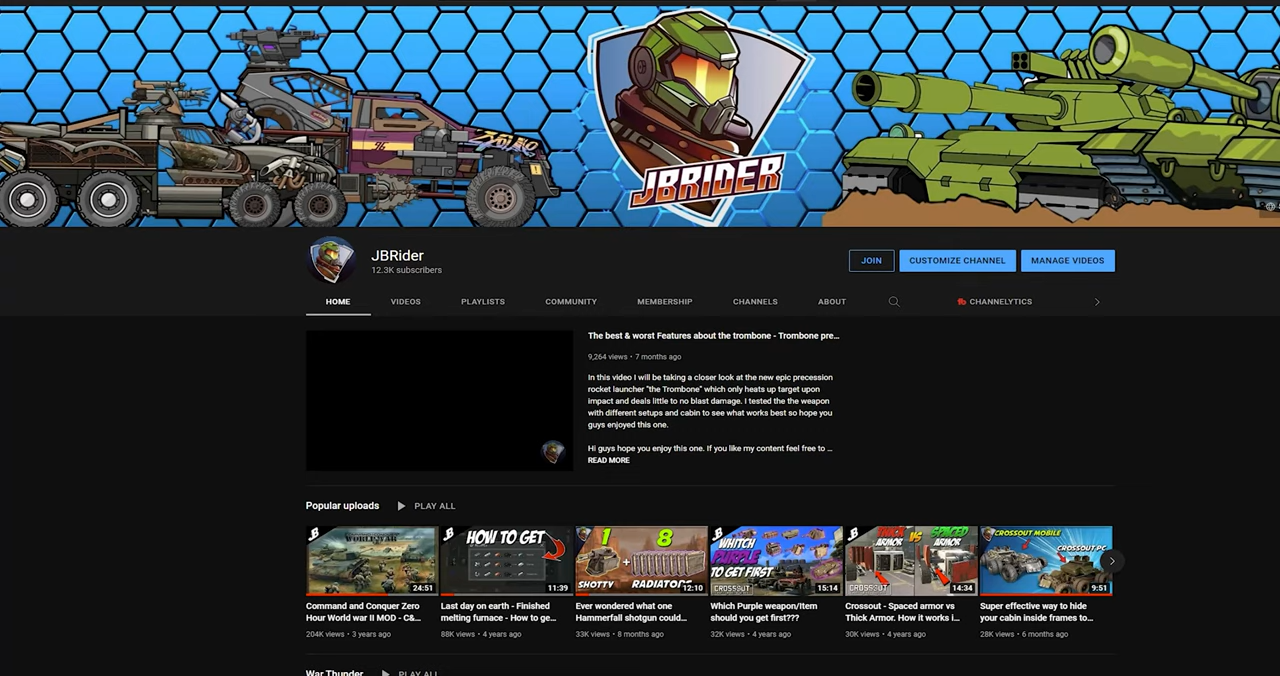 JBRIDER
JBRider
12.3K subscribers
JOIN
CUSTOMIZE CHANNEL
MANAGE VIDEOS
HOME
VIDEOS
PLAYLISTS
COMMUNITY
MEMBERSHIP
CHANNELS
ABOUT
CHANNELYTICS
The best & worst Features about the trombone - Trombone pre...
9,264 views • 7 months ago
In this video I will be taking a closer look at the new epic precession
rocket launcher "the Trombone" which only heats up target upon
impact and deals little to no blast damage. I tested the the weapon
with different setups and cabin to see what works best so hope you
guys enjoyed this one.
Hi guys hope you enjoy this one. If you like my content feel free to ...
READ MORE
Popular uploads
PLAY ALL
24:51
Command and Conquer Zero
Hour World war II MOD - C&...
204K views • 3 years ago
HOW TO GET
11:39
Last day on earth - Finished
melting furnace - How to ge...
88K views • 4 years ago
1 + 8
SHOTTY
RADIATORS
12:10
Ever wondered what one
Hammerfall shotgun could...
33K views • 8 months ago
WHITCH
PURPLE
TO GET FIRST
CROSSOUT
15:14
Which Purple weapon/Item
should you get first???
32K views • 4 years ago
THICK ARMOR VS SPACED ARMOR
CROSSOUT
14:34
Crossout - Spaced armor vs
Thick Armor. How it works i...
30K views • 4 years ago
CROSSOUT MOBILE
CROSSOUT PC
9:51
Super effective way to hide
your cabin inside frames to...
28K views • 6 months ago
War Thunder
PLAY ALL